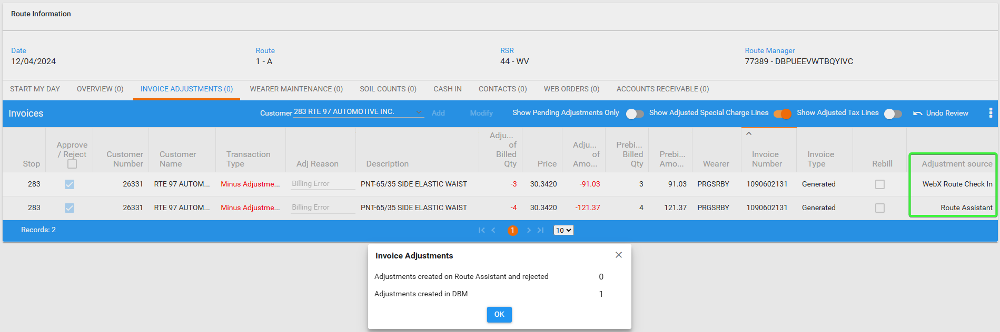 Route Information
Date Route RSR Route Manager
12/04/2024 1 - A 44 - WV 77389 - DBPUEEVWTBQYIVC
START MY DAY OVERVIEW (0) INVOICE ADJUSTMENTS (0) WEARER MAINTENANCE (0) SOIL COUNTS (0) CASH IN CONTACTS (0) WEB ORDERS (0) ACCOUNTS RECEIVABLE (0)
Invoices Customer 283 RTE 97 AUTOMOTIVE INC. Add Modify Show Pending Adjustments Only Show Adjusted Special Charge Lines Show Adjusted Tax Lines Undo Review
Stop Approve / Reject Customer Number Customer Name Transaction Type Adj Reason Description Adju... of Billed Qty Price Adju... of Amo... Prebi... Billed Qty Prebi... Amo... Wearer Invoice Number Invoice Type Rebill Adjustment source
283 26331 RTE 97 AUTOM... Minus Adjustme... Billing Error PNT-65/35 SIDE ELASTIC WAIST -3 30.3420 -91.03 3 91.03 PRGSRBY 1090602131 Generated WebX Route Check In
283 26331 RTE 97 AUTOM... Minus Adjustme... Billing Error PNT-65/35 SIDE ELASTIC WAIST -4 30.3420 -121.37 4 121.37 PRGSRBY 1090602131 Generated Route Assistant
Records: 2 1 10
Invoice Adjustments
Adjustments created on Route Assistant and rejected 0
Adjustments created in DBM 1
OK